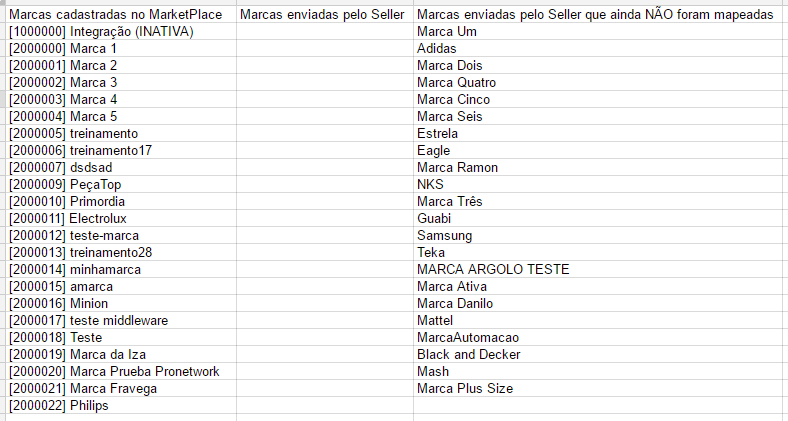 Marcas cadastradas no MarketPlace Marcas enviadas pelo Seller Marcas enviadas pelo Seller que ainda NÃO foram mapeadas
[1000000] Integração (INATIVA) Marca Um
[2000000] Marca 1 Adidas
[2000001] Marca 2 Marca Dois
[2000002] Marca 3 Marca Quatro
[2000003] Marca 4 Marca Cinco
[2000004] Marca 5 Marca Seis
[2000005] treinamento Estrela
[2000006] treinamento17 Eagle
[2000007] dsdsad Marca Ramon
[2000009] PeçaTop NKS
[2000010] Primordia Marca Três
[2000011] Electrolux Guabi
[2000012] teste-marca Samsung
[2000013] treinamento28 Teka
[2000014] minhamarca MARCA ARGOLO TESTE
[2000015] amarca Marca Ativa
[2000016] Minion Marca Danilo
[2000017] teste middleware Mattel
[2000018] Teste MarcaAutomacao
[2000019] Marca da Iza Black and Decker
[2000020] Marca Prueba Pronetwork Mash
[2000021] Marca Fravega Marca Plus Size
[2000022] Philips